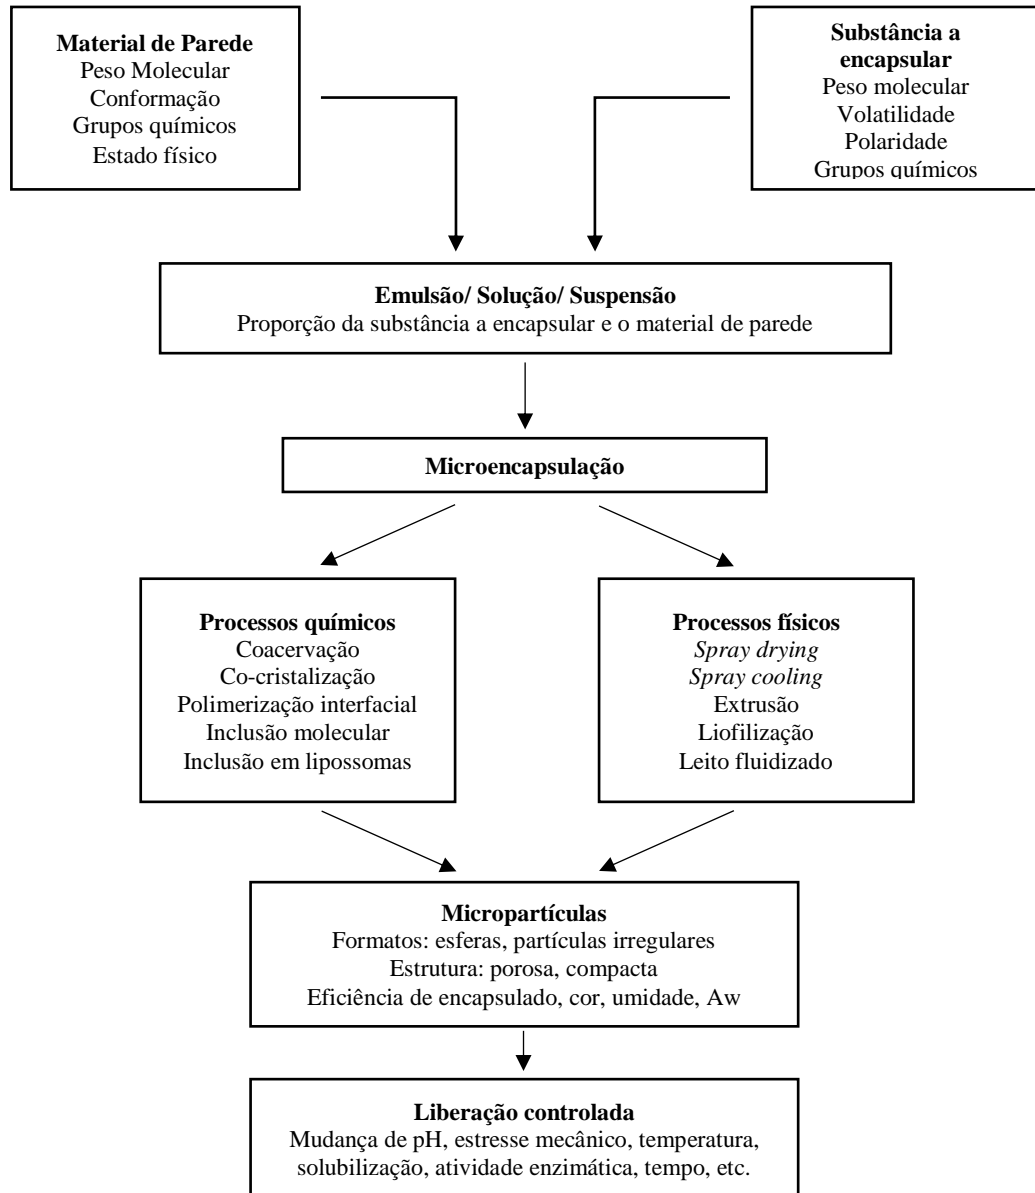 Material de Parede
Peso Molecular
Conformação
Grupos químicos
Estado físico
Substância a
encapsular
Peso molecular
Volatilidade
Polaridade
Grupos químicos
Emulsão/ Solução/ Suspensão
Proporção da substância a encapsular e o material de parede
Microencapsulação
Processos químicos
Coacervação
Co-cristalização
Polimerização interfacial
Inclusão molecular
Inclusão em lipossomas
Processos físicos
Spray drying
Spray cooling
Extrusão
Liofilização
Leito fluidizado
Micropartículas
Formatos: esferas, partículas irregulares
Estrutura: porosa, compacta
Eficiência de encapsulado, cor, umidade, Aw
Liberação controlada
Mudança de pH, estresse mecânico, temperatura,
solubilização, atividade enzimática, tempo, etc.